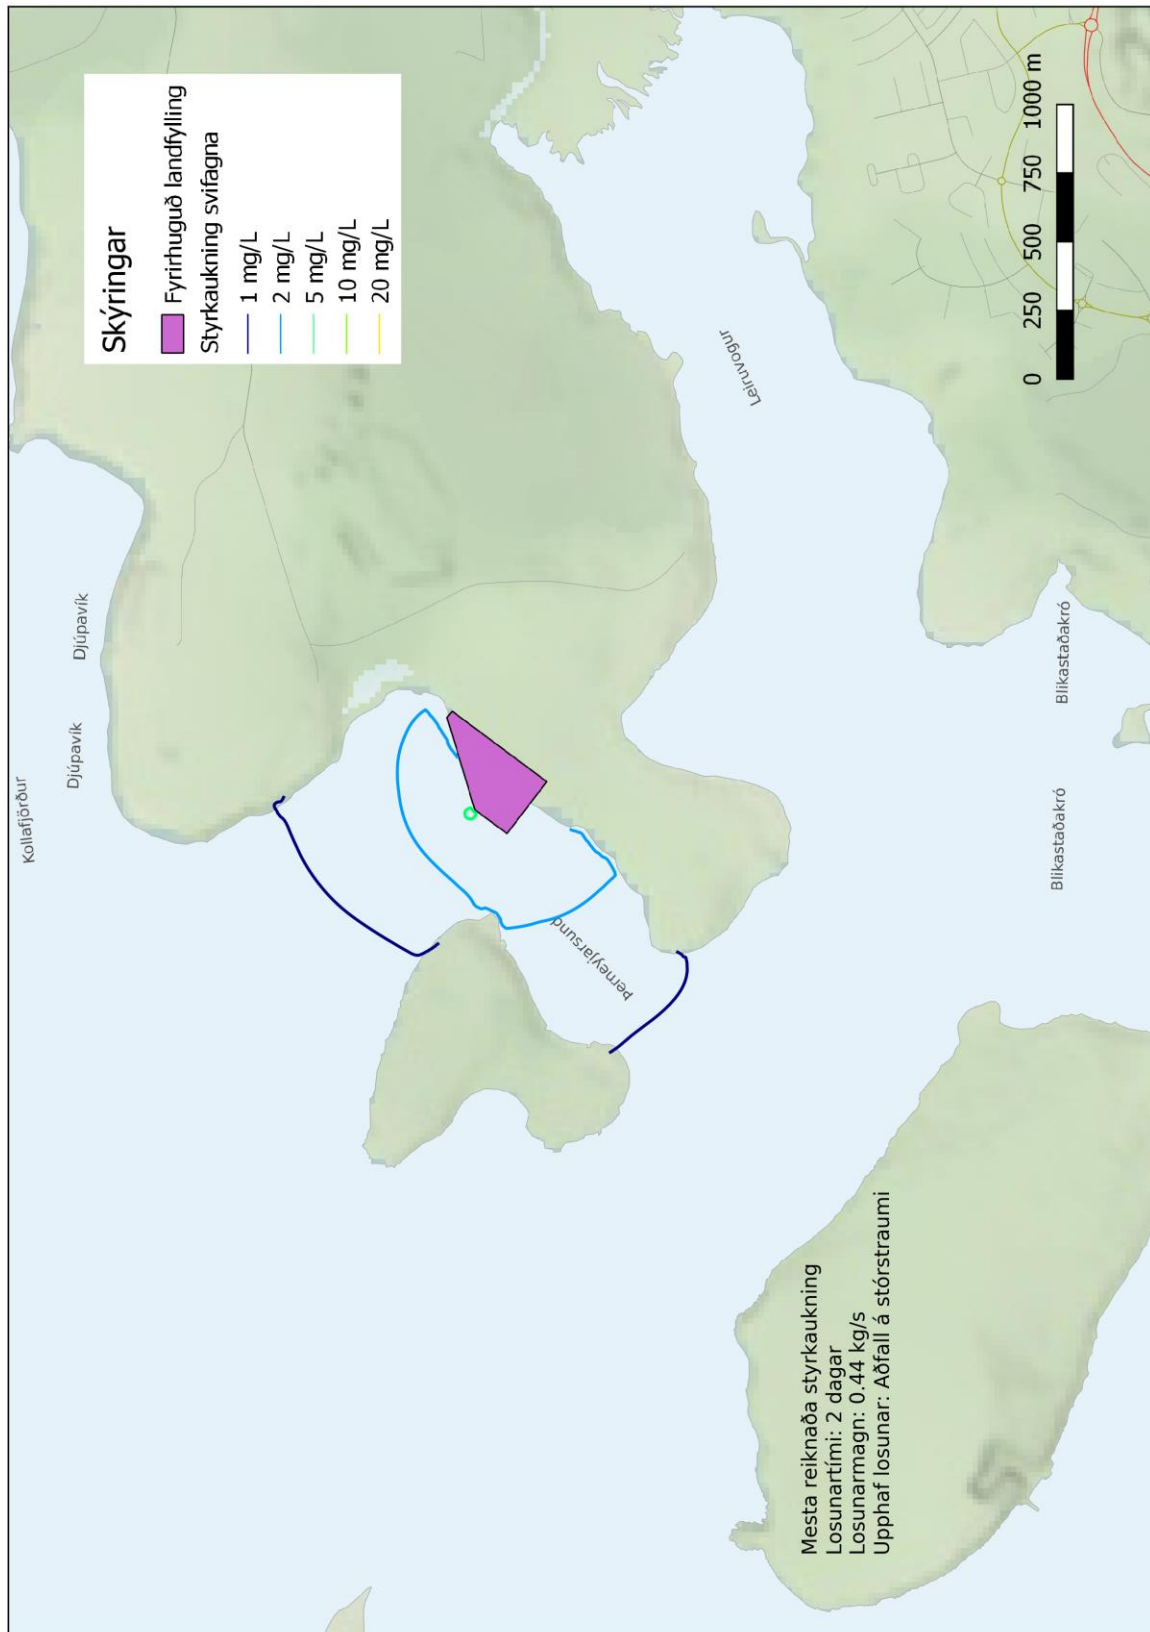 Skýringar
Fyrirhuguð landfylling
Styrkaukning svifagna
1 mg/L
2 mg/L
5 mg/L
10 mg/L
20 mg/L
Kollafjörður
Djúpavík
Djúpavík
Þerneyjarsund
Leiruvogur
Blikastaðakró
Blikastaðakró
0 250 500 750 1000 m
Mesta reiknaða styrkaukning
Losunartími: 2 dagar
Losunarmagn: 0.44 kg/s
Upphaf losunar: Aðfall á stórstraumi